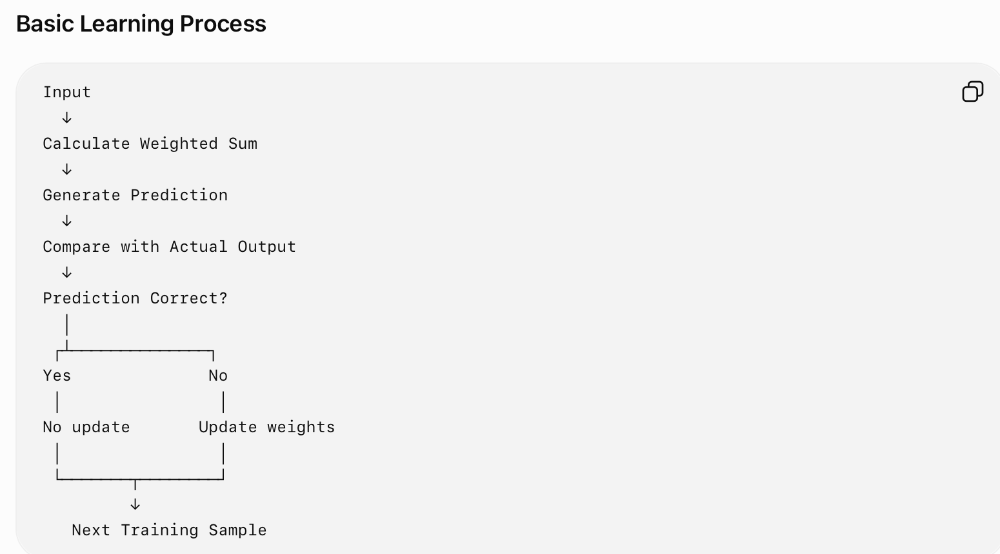 Basic Learning Process
Input
↓
Calculate Weighted Sum
↓
Generate Prediction
↓
Compare with Actual Output
↓
Prediction Correct?
Yes No
No update Update weights
↓
Next Training Sample